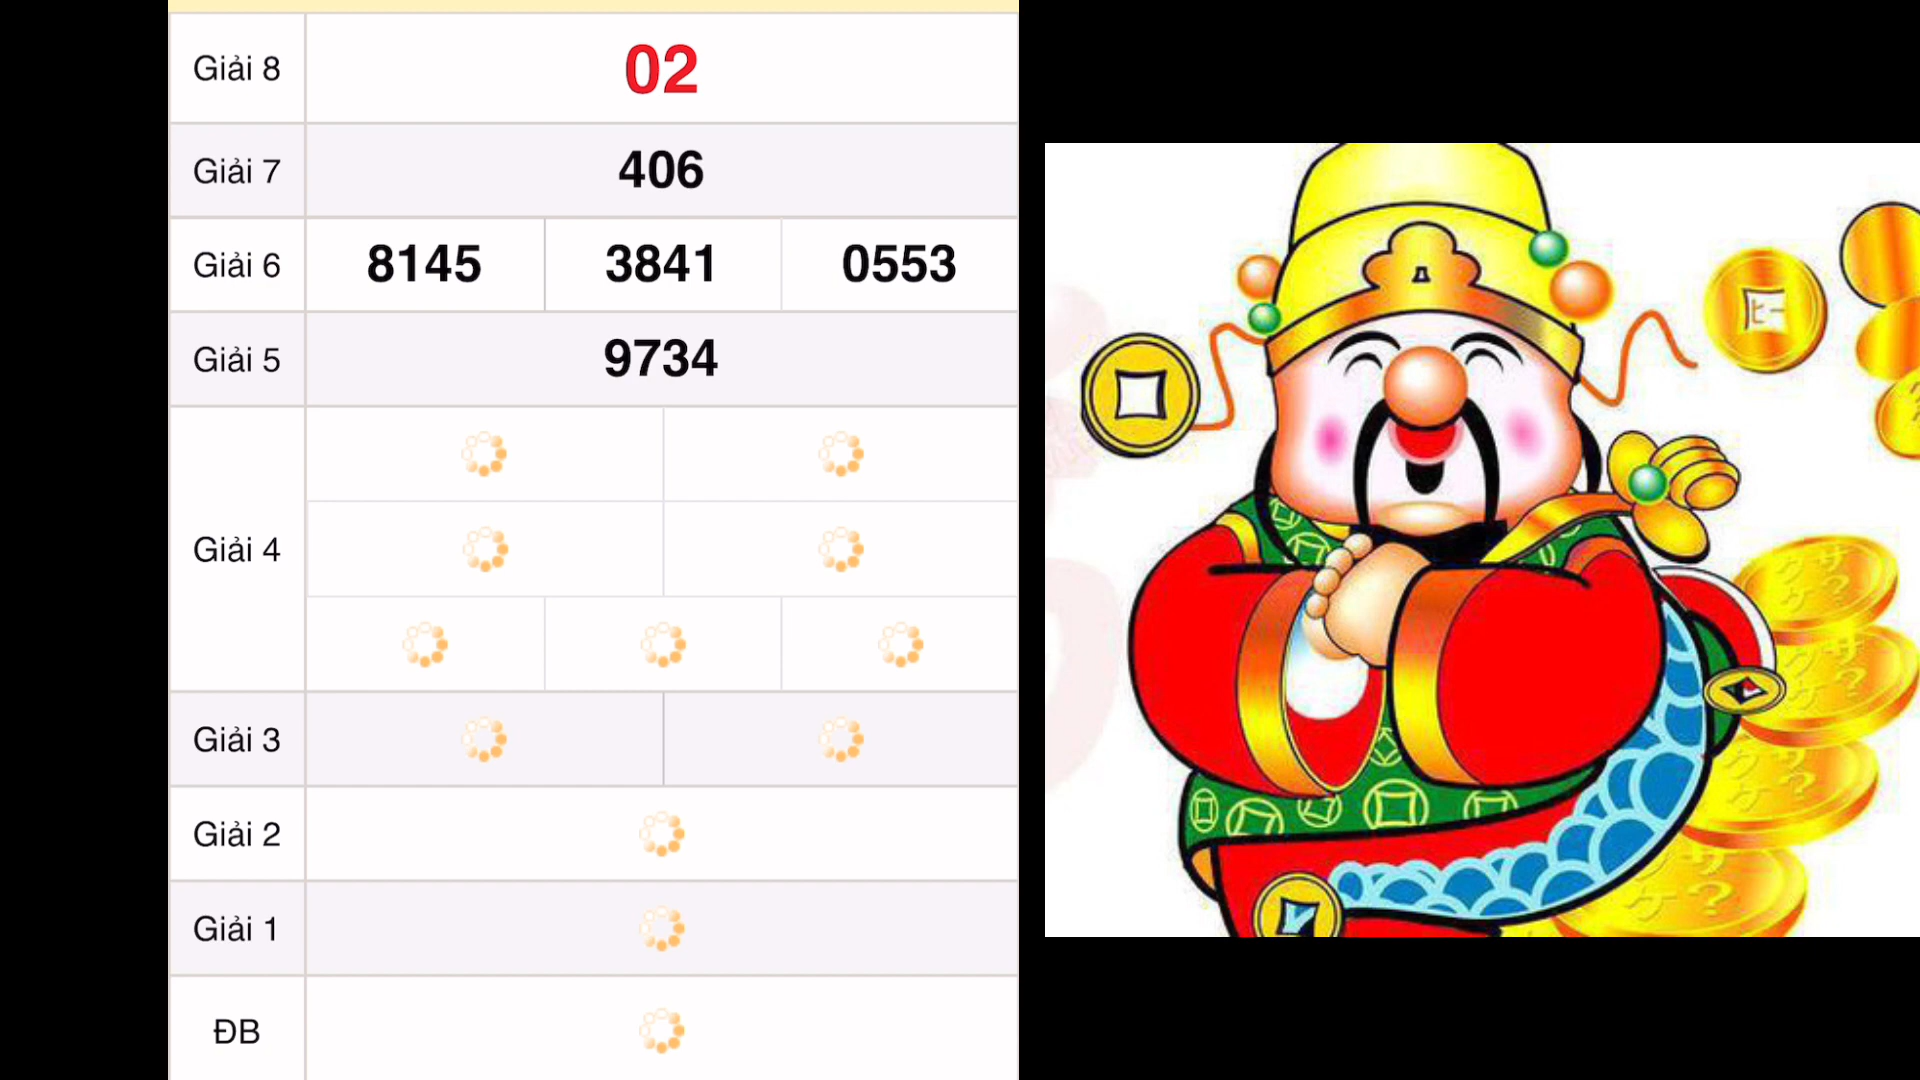 Giải 8 02
Giải 7 406
Giải 6 8145 3841 0553
Giải 5 9734
Giải 4
Giải 3
Giải 2
Giải 1
ĐB